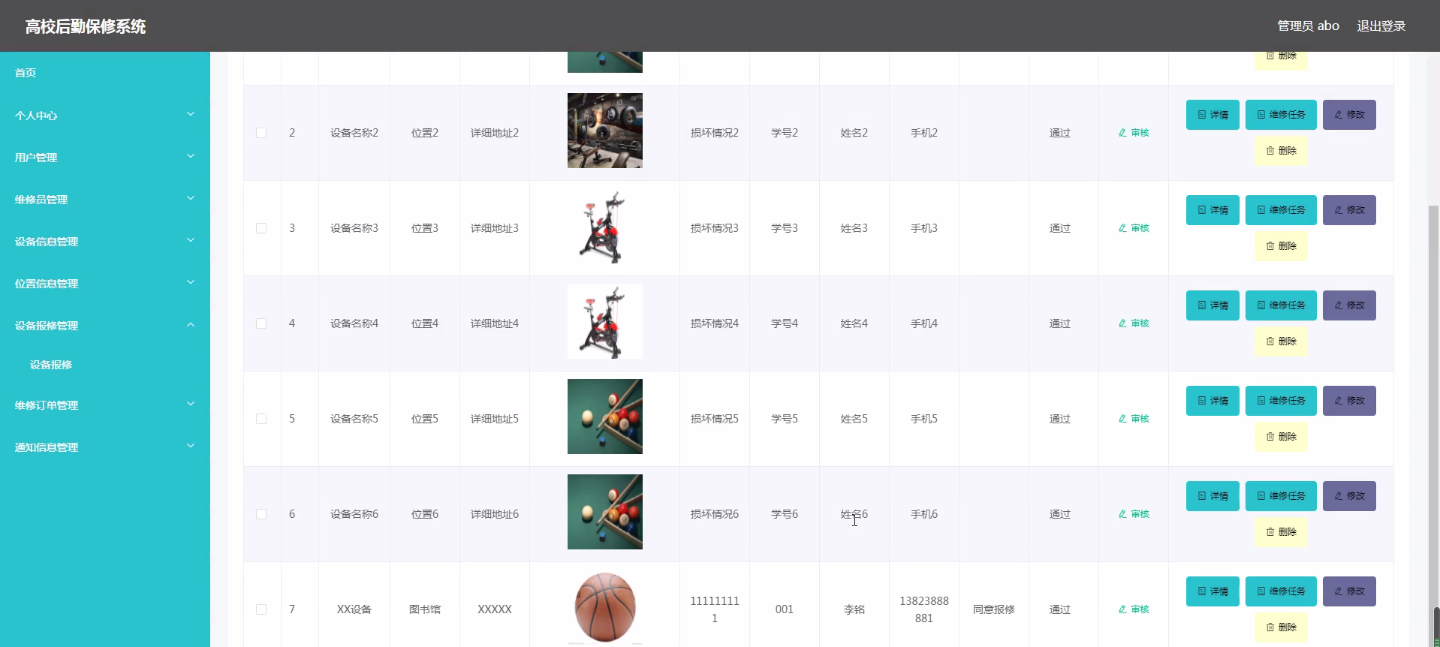 高校后勤保修系统
管理员 abo 退出登录
首页
个人中心
用户管理
维修员管理
设备信息管理
位置信息管理
设备报修管理
设备报修
维修订单管理
通知信息管理
删除
2 设备名称2 位置2 详细地址2 损坏情况2 学号2 姓名2 手机2 通过 审核 详情 维修任务 修改
删除
3 设备名称3 位置3 详细地址3 损坏情况3 学号3 姓名3 手机3 通过 审核 详情 维修任务 修改
删除
4 设备名称4 位置4 详细地址4 损坏情况4 学号4 姓名4 手机4 通过 审核 详情 维修任务 修改
删除
5 设备名称5 位置5 详细地址5 损坏情况5 学号5 姓名5 手机5 通过 审核 详情 维修任务 修改
删除
6 设备名称6 位置6 详细地址6 损坏情况6 学号6 姓名6 手机6 通过 审核 详情 维修任务 修改
删除
7 XX设备 图书馆 XXXXX 11111111
1 001 李铭 13823888
881 同意报修 通过 审核 详情 维修任务 修改
删除